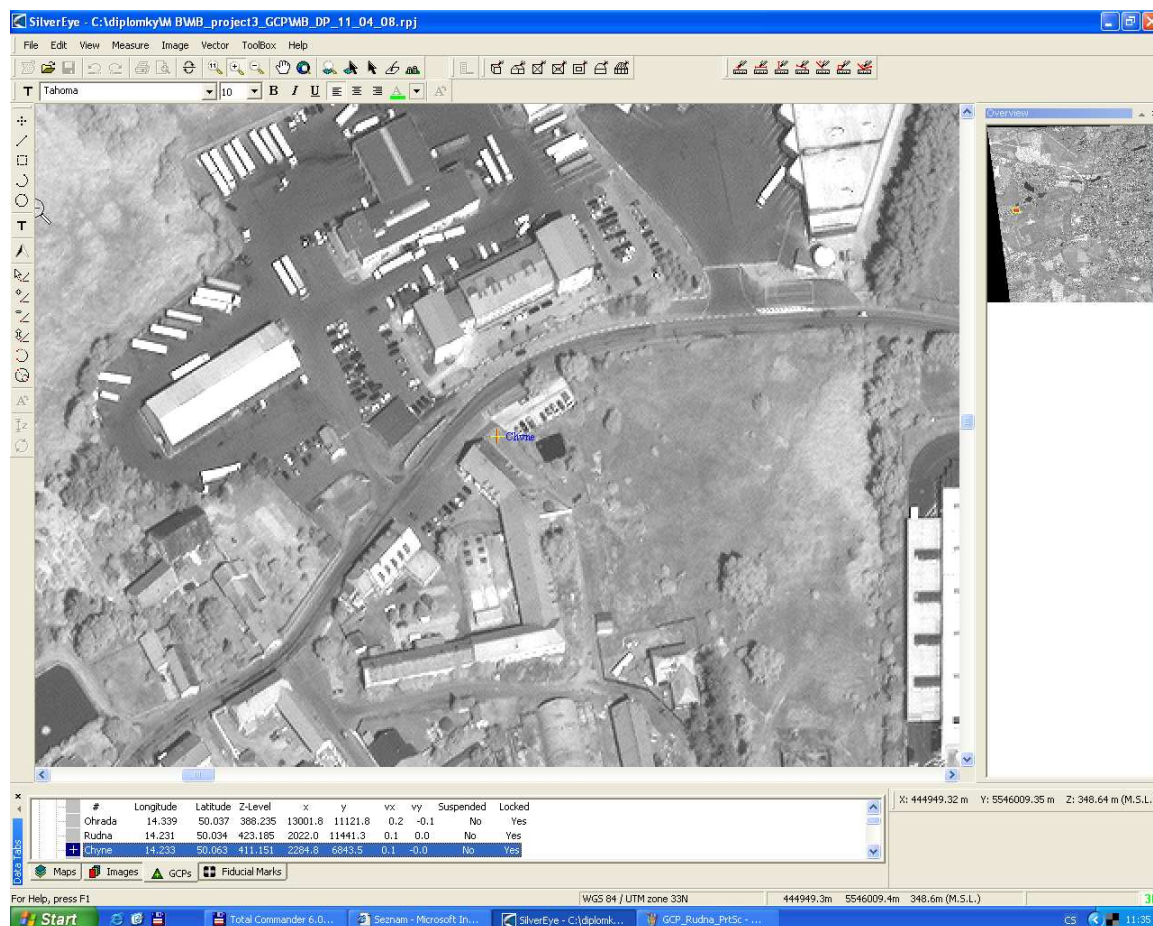 SilverEye - C:\diplomky\M B\MB_project3_GCP\MB_DP_11_04_08.rpj
File Edit View Measure Image Vector ToolBox Help
T Tahoma 10 B I U A
Overview
Chyne
# Longitude Latitude Z-Level x y vx vy Suspended Locked
Ohrada 14.339 50.037 388.235 13001.8 11121.8 0.2 -0.1 No Yes
Rudna 14.231 50.034 423.185 2022.0 11441.3 0.1 0.0 No Yes
Chyne 14.233 50.063 411.151 2284.8 6843.5 0.1 -0.0 No Yes
X: 444949.32 m Y: 5546009.35 m Z: 348.64 m (M.S.L.
Data Tabs
Maps Images GCPs Fiducial Marks
For Help, press F1 WGS 84 / UTM zone 33N 444949.3m 5546009.4m 348.6m (M.S.L.)
Start Total Commander 6.0... Seznam - Microsoft In... SilverEye - C:\diplomk... GCP_Rudna_PrtSc - ... CS 11:35